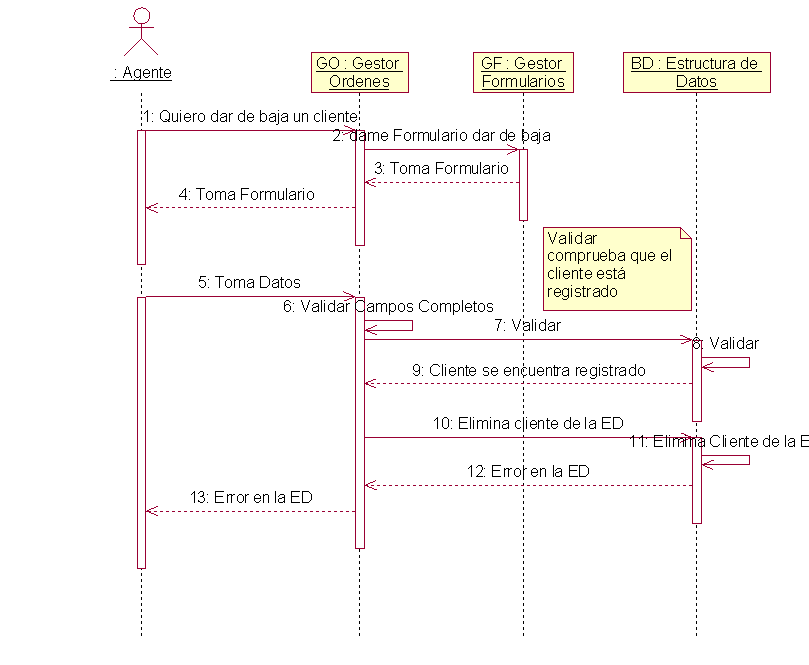 : Agente
GO : Gestor
Ordenes
GF : Gestor
Formularios
BD : Estructura de
Datos
1: Quiero dar de baja un cliente
2: dame Formulario dar de baja
3: Toma Formulario
4: Toma Formulario
Validar
comprueba que el
cliente está
registrado
5: Toma Datos
6: Validar Campos Completos
7: Validar
8: Validar
9: Cliente se encuentra registrado
10: Elimina cliente de la ED
11: Elimina Cliente de la E
12: Error en la ED
13: Error en la ED